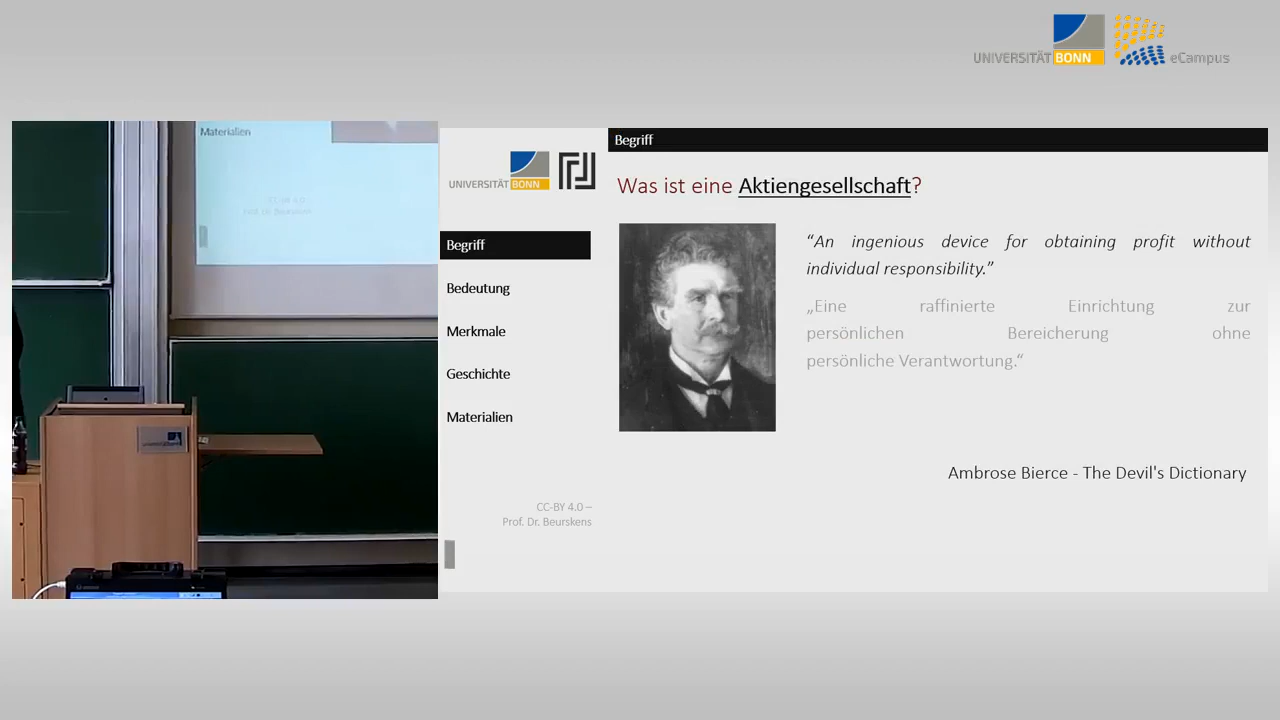 UNIVERSITÄT BONN
eCampus
Materialien
UNIVERSITÄT BONN
Begriff
Bedeutung
Merkmale
Geschichte
Materialien
CC-BY 4.0 –
Prof. Dr. Beurskens
Begriff
Was ist eine Aktiengesellschaft?
“An ingenious device for obtaining profit without
individual responsibility.”
„Eine raffinierte Einrichtung zur
persönlichen Bereicherung ohne
persönliche Verantwortung.“
Ambrose Bierce - The Devil's Dictionary